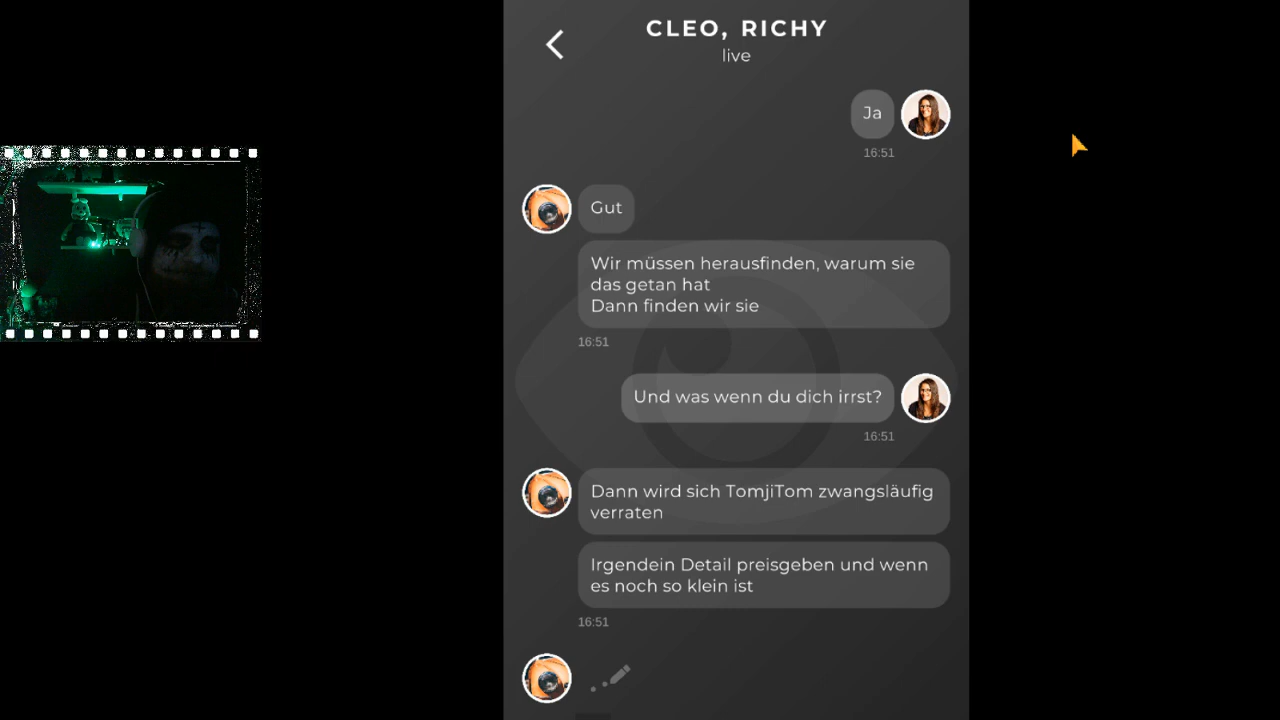 CLEO, RICHY
live
Ja
16:51
Gut
Wir müssen herausfinden, warum sie
das getan hat
Dann finden wir sie
16:51
Und was wenn du dich irrst?
16:51
Dann wird sich TomjiTom zwangsläufig
verraten
Irgendein Detail preisgeben und wenn
es noch so klein ist
16:51